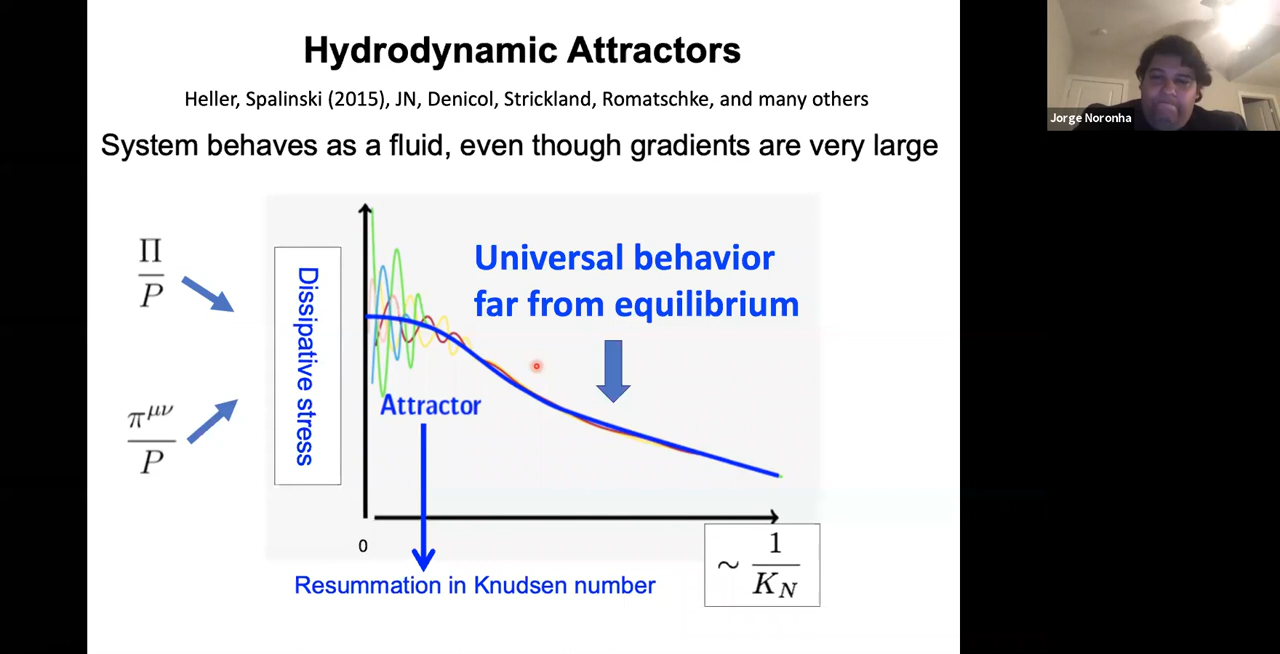 Hydrodynamic Attractors
Heller, Spalinski (2015), JN, Denicol, Strickland, Romatschke, and many others
System behaves as a fluid, even though gradients are very large
Jorge Noronha
Π
P
π^{μν}
P
Dissipative stress
Universal behavior
far from equilibrium
Attractor
0
Resummation in Knudsen number
~ 1
K_N